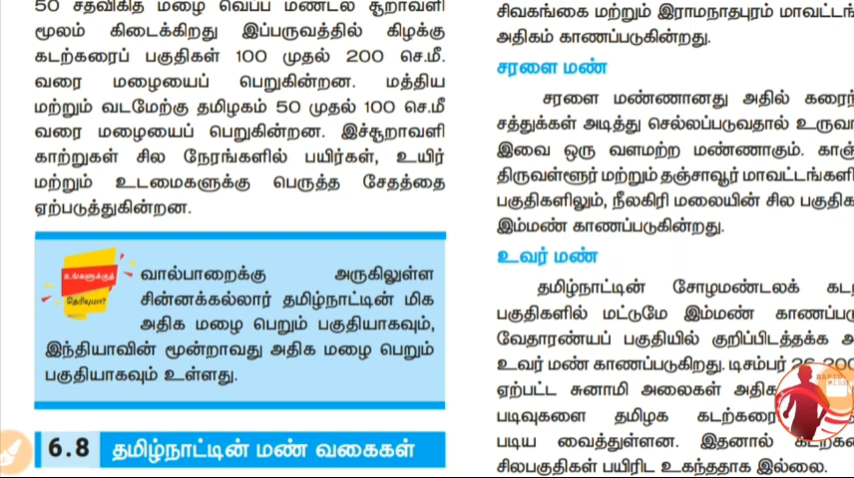 50 சதவிகித மழை வெப்ப மண்டல சூறாவளி
மூலம் கிடைக்கிறது இப்பருவத்தில் கிழக்கு
கடற்கரைப் பகுதிகள் 100 முதல் 200 செ.மீ.
வரை மழையைப் பெறுகின்றன. மத்திய
மற்றும் வடமேற்கு தமிழகம் 50 முதல் 100 செ.மீ
வரை மழையைப் பெறுகின்றன. இச்சூறாவளி
காற்றுகள் சில நேரங்களில் பயிர்கள், உயிர்
மற்றும் உடமைகளுக்கு பெருத்த சேதத்தை
ஏற்படுத்துகின்றன.
உங்களுக்குத்
தெரியுமா?
வால்பாறைக்கு அருகிலுள்ள
சின்னக்கல்லார் தமிழ்நாட்டின் மிக
அதிக மழை பெறும் பகுதியாகவும்,
இந்தியாவின் மூன்றாவது அதிக மழை பெறும்
பகுதியாகவும் உள்ளது.
6.8 தமிழ்நாட்டின் மண் வகைகள்
சிவகங்கை மற்றும் இராமநாதபுரம் மாவட்டங்
அதிகம் காணப்படுகின்றது.
சரளை மண்
சரளை மண்ணானது அதில் கரைந்
சத்துக்கள் அடித்து செல்லப்படுவதால் உருவா
இவை ஒரு வளமற்ற மண்ணாகும். காஞ்
திருவள்ளூர் மற்றும் தஞ்சாவூர் மாவட்டங்களி
பகுதிகளிலும், நீலகிரி மலையின் சில பகுதிக
இம்மண் காணப்படுகின்றது.
உவர் மண்
தமிழ்நாட்டின் சோழமண்டலக் கட
பகுதிகளில் மட்டுமே இம்மண் காணப்படு
வேதாரண்யப் பகுதியில் குறிப்பிடத்தக்க அ
உவர் மண் காணப்படுகிறது. டிசம்பர் 26 200
ஏற்பட்ட சுனாமி அலைகள் அதிக
படிவுகளை தமிழக கடற்கரை
படிய வைத்துள்ளன. இதனால் கடற்க
சிலபகுதிகள் பயிரிட உகந்ததாக இல்லை.